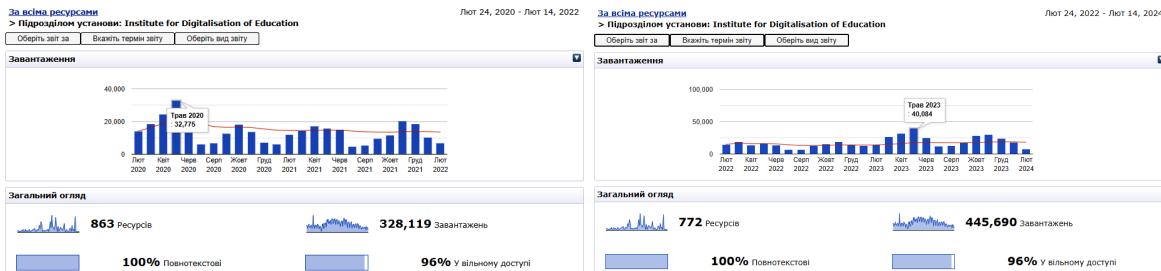 За всіма ресурсами
Лют 24, 2020 - Лют 14, 2022
> Підрозділом установи: Institute for Digitalisation of Education
Оберіть звіт за
Вкажіть термін звіту
Оберіть вид звіту
Завантаження
40,000
20,000
0
Трав 2020
: 32,775
Лют Квіт Черв Серп Жовт Груд Лют Квіт Черв Серп Жовт Груд Лют
2020 2020 2020 2020 2020 2020 2021 2021 2021 2021 2021 2021 2022
Загальний огляд
863 Ресурсів
328,119 Завантажень
100% Повнотекстові
96% У вільному доступі
За всіма ресурсами
Лют 24, 2022 - Лют 14, 2024
> Підрозділом установи: Institute for Digitalisation of Education
Оберіть звіт за
Вкажіть термін звіту
Оберіть вид звіту
Завантаження
100,000
50,000
0
Трав 2023
: 40,084
Лют Квіт Черв Серп Жовт Груд Лют Квіт Черв Серп Жовт Груд Лют
2022 2022 2022 2022 2022 2022 2023 2023 2023 2023 2023 2023 2024
Загальний огляд
772 Ресурсів
445,690 Завантажень
100% Повнотекстові
96% У вільному доступі